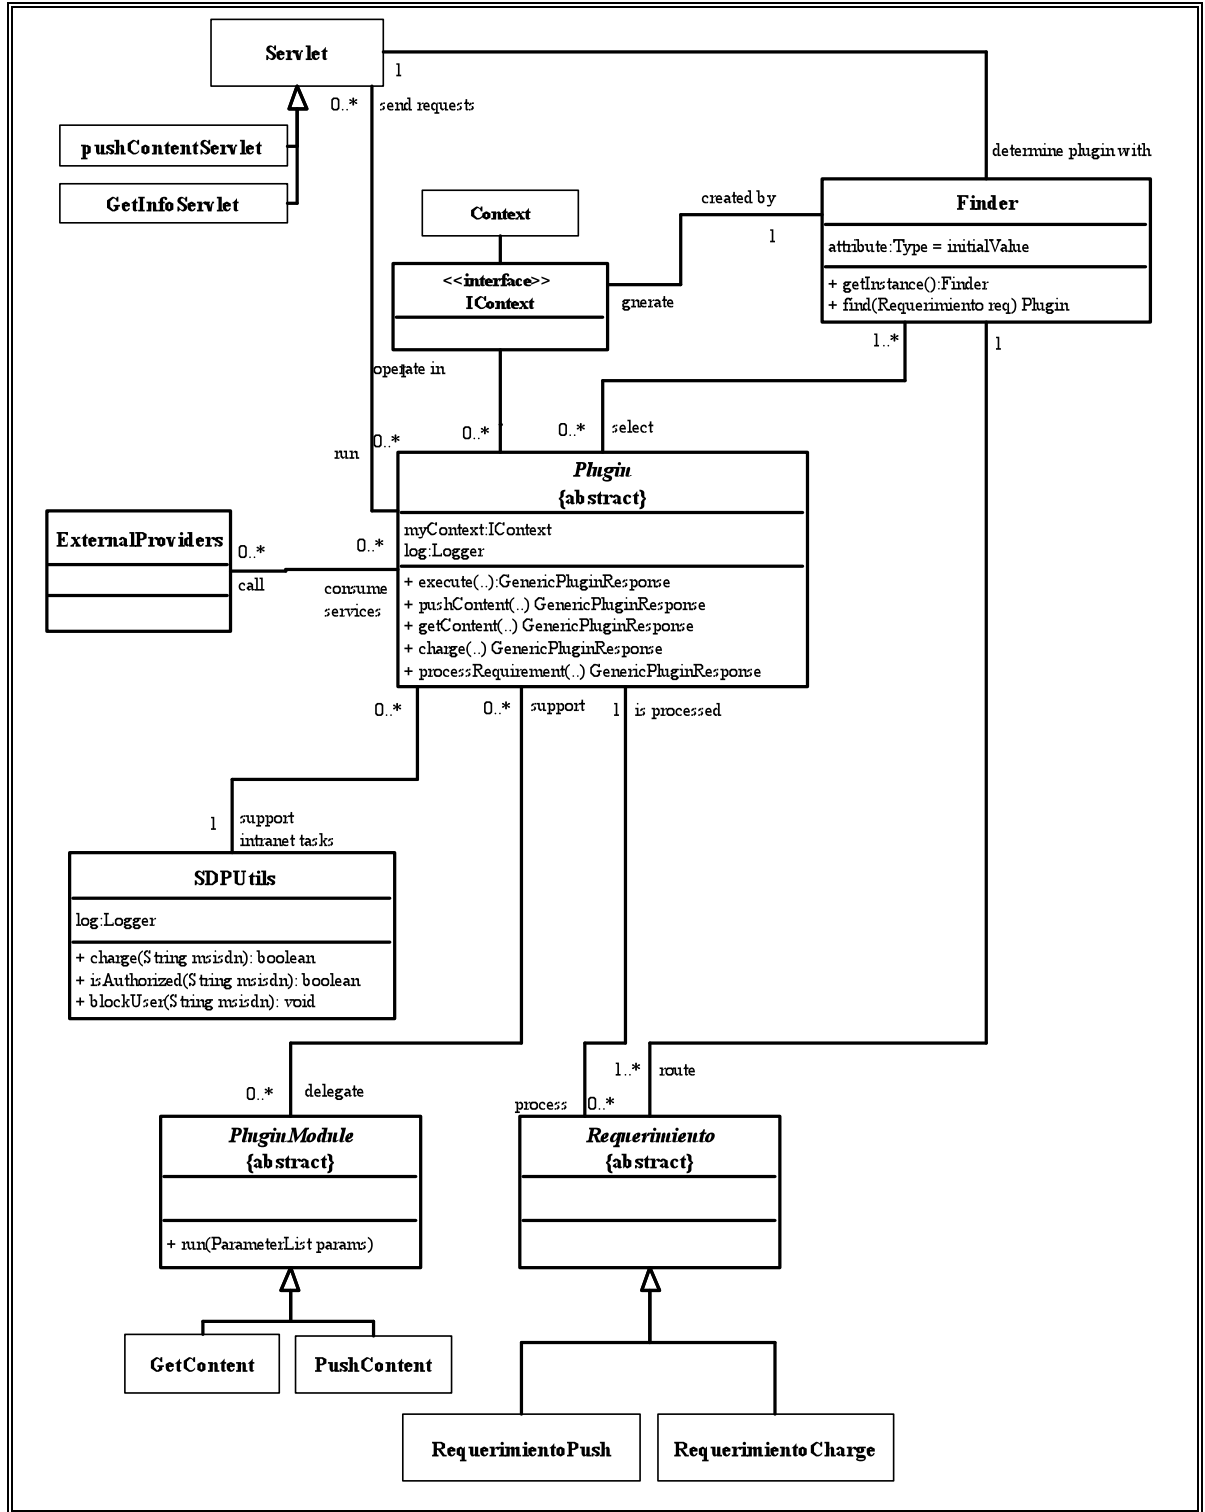 Servlet
1
0..*
send requests
pushContentServlet
determine plugin with
GetInfoServlet
Context
created by
1
Finder
attribute:Type = initialValue
+ getInstance():Finder
+ find(Requerimiento req) Plugin
<<interface>>
IContext
gnerate
1..*
1
operate in
0..*
0..*
0..*
select
run
Plugin
{abstract}
myContext:IContext
log:Logger
+ execute(..):GenericPluginResponse
+ pushContent(..) GenericPluginResponse
+ getContent(..) GenericPluginResponse
+ charge(..) GenericPluginResponse
+ processRequirement(..) GenericPluginResponse
ExternalProviders
0..*
0..*
call
consume
services
0..*
0..*
support
1
is processed
1
support
intranet tasks
SDPUtils
log:Logger
+ charge(String msisdn): boolean
+ isAuthorized(String msisdn): boolean
+ blockUser(String msisdn): void
1..*
route
0..*
delegate
process
0..*
PluginModule
{abstract}
+ run(ParameterList params)
Requerimiento
{abstract}
GetContent
PushContent
RequerimientoPush
RequerimientoCharge